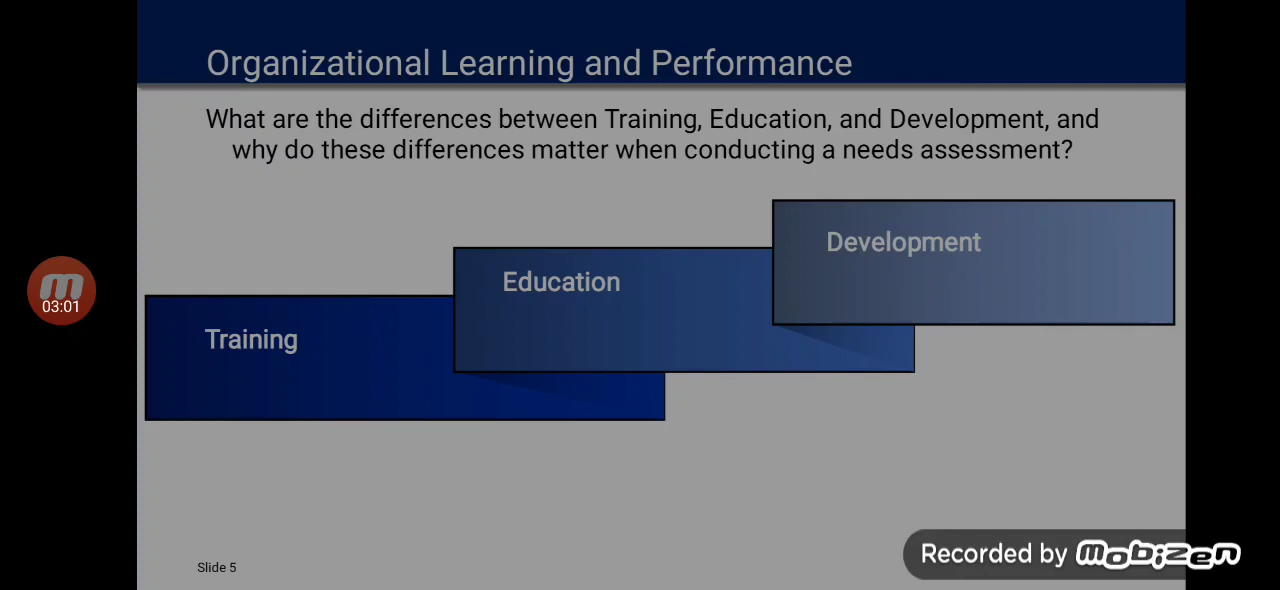 Organizational Learning and Performance
What are the differences between Training, Education, and Development, and
why do these differences matter when conducting a needs assessment?
Development
Education
Training
03:01
Slide 5
Recorded by mobizen